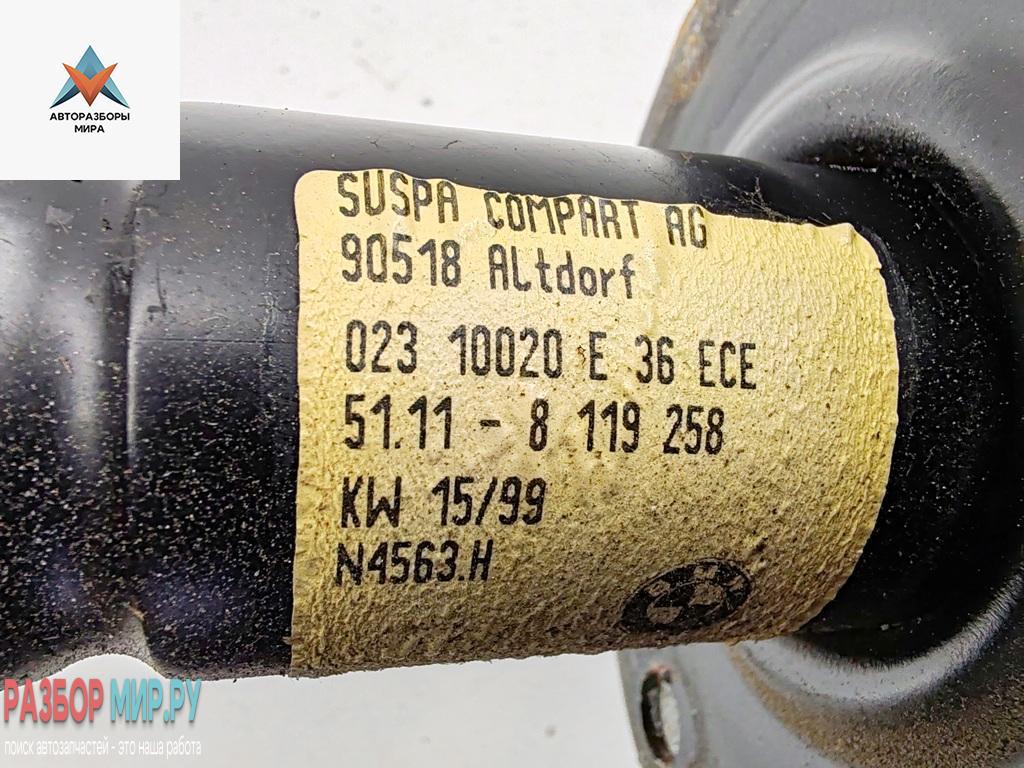 АВТОРАЗБОРЫ
МИРА
SUSPA COMPART AG
90518 ALtdorf
023 10020 E 36 ECE
51.11 - 8 119 258
KW 15/99
N4563.H
РАЗБОР МИР.РУ
поиск автозапчастей - это наша работа